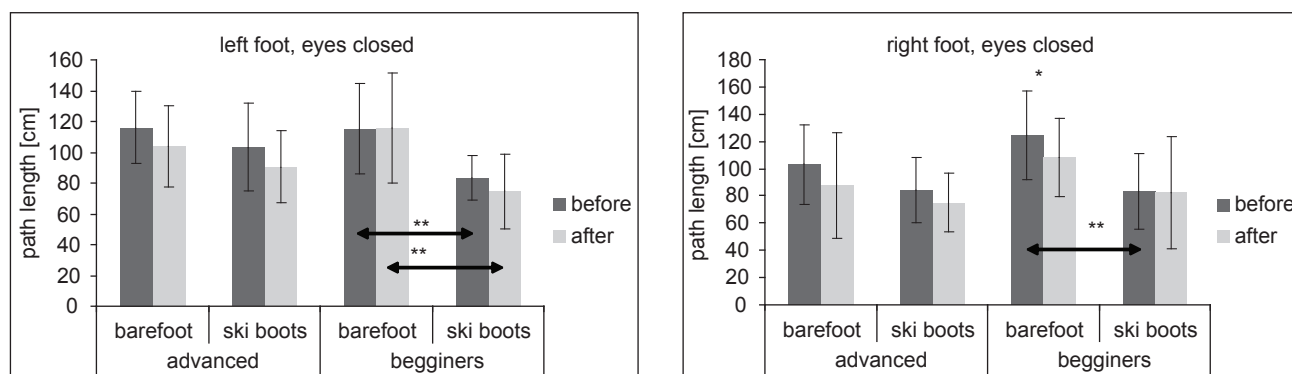 left foot, eyes closed
path length [cm]
160
140
120
100
80
60
40
20
0
**
**
before
after
barefoot ski boots barefoot ski boots
advanced begginers
right foot, eyes closed
path length [cm]
180
160
140
120
100
80
60
40
20
0
*
**
before
after
barefoot ski boots barefoot ski boots
advanced begginers